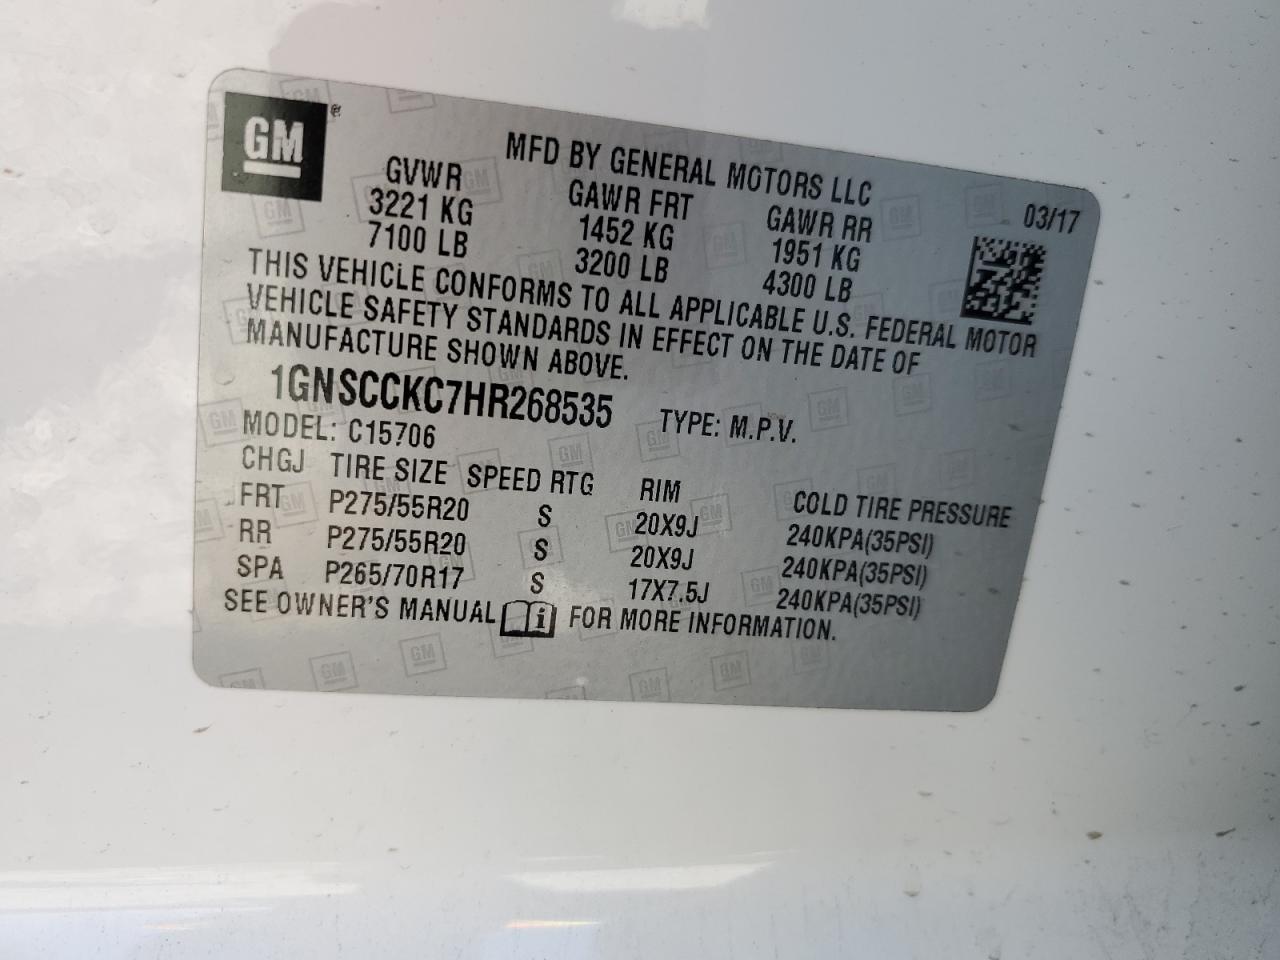 GM ®
MFD BY GENERAL MOTORS LLC
03/17
GVWR GAWR FRT GAWR RR
3221 KG 1452 KG 1951 KG
7100 LB 3200 LB 4300 LB
THIS VEHICLE CONFORMS TO ALL APPLICABLE U.S. FEDERAL MOTOR
VEHICLE SAFETY STANDARDS IN EFFECT ON THE DATE OF
MANUFACTURE SHOWN ABOVE.
1GNSCCKC7HR268535 TYPE: M.P.V.
MODEL: C15706
CHGJ TIRE SIZE SPEED RTG RIM COLD TIRE PRESSURE
FRT P275/55R20 S 20X9J 240KPA(35PSI)
RR P275/55R20 S 20X9J 240KPA(35PSI)
SPA P265/70R17 S 17X7.5J 240KPA(35PSI)
SEE OWNER'S MANUAL i FOR MORE INFORMATION.